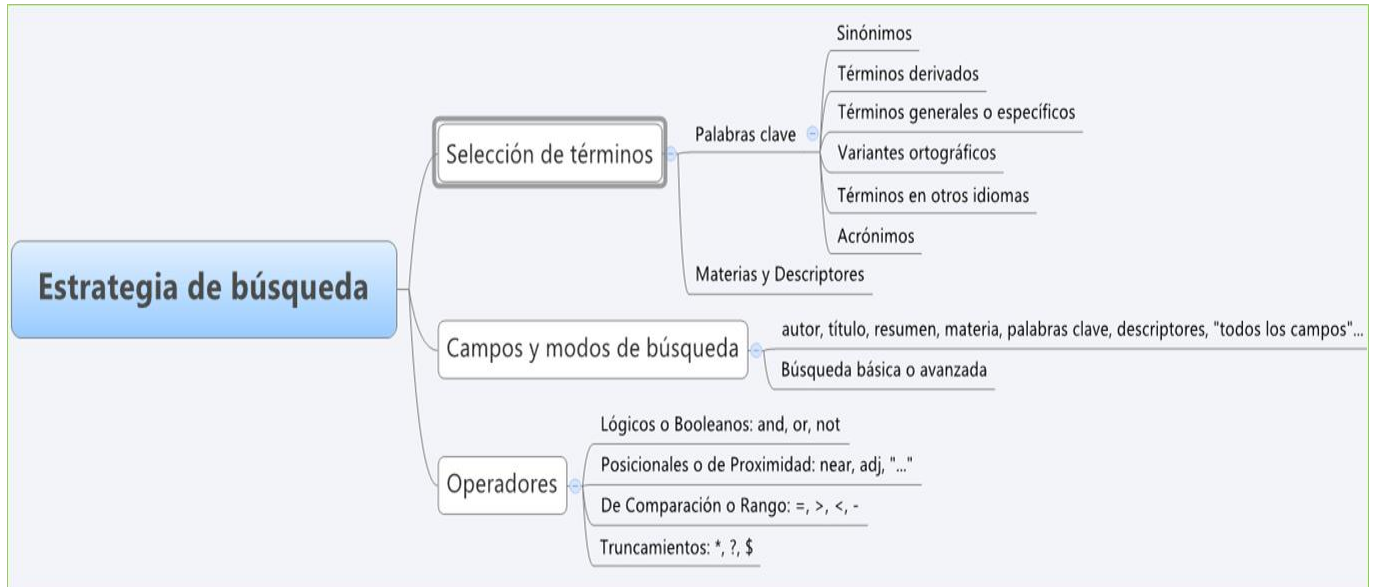 Estrategia de búsqueda
Selección de términos
Palabras clave
Sinónimos
Términos derivados
Términos generales o específicos
Variantes ortográficos
Términos en otros idiomas
Acrónimos
Materias y Descriptores
Campos y modos de búsqueda
autor, título, resumen, materia, palabras clave, descriptores, "todos los campos"...
Búsqueda básica o avanzada
Operadores
Lógicos o Booleanos: and, or, not
Posicionales o de Proximidad: near, adj, "..."
De Comparación o Rango: =, >, <, -
Truncamientos: *, ?, $